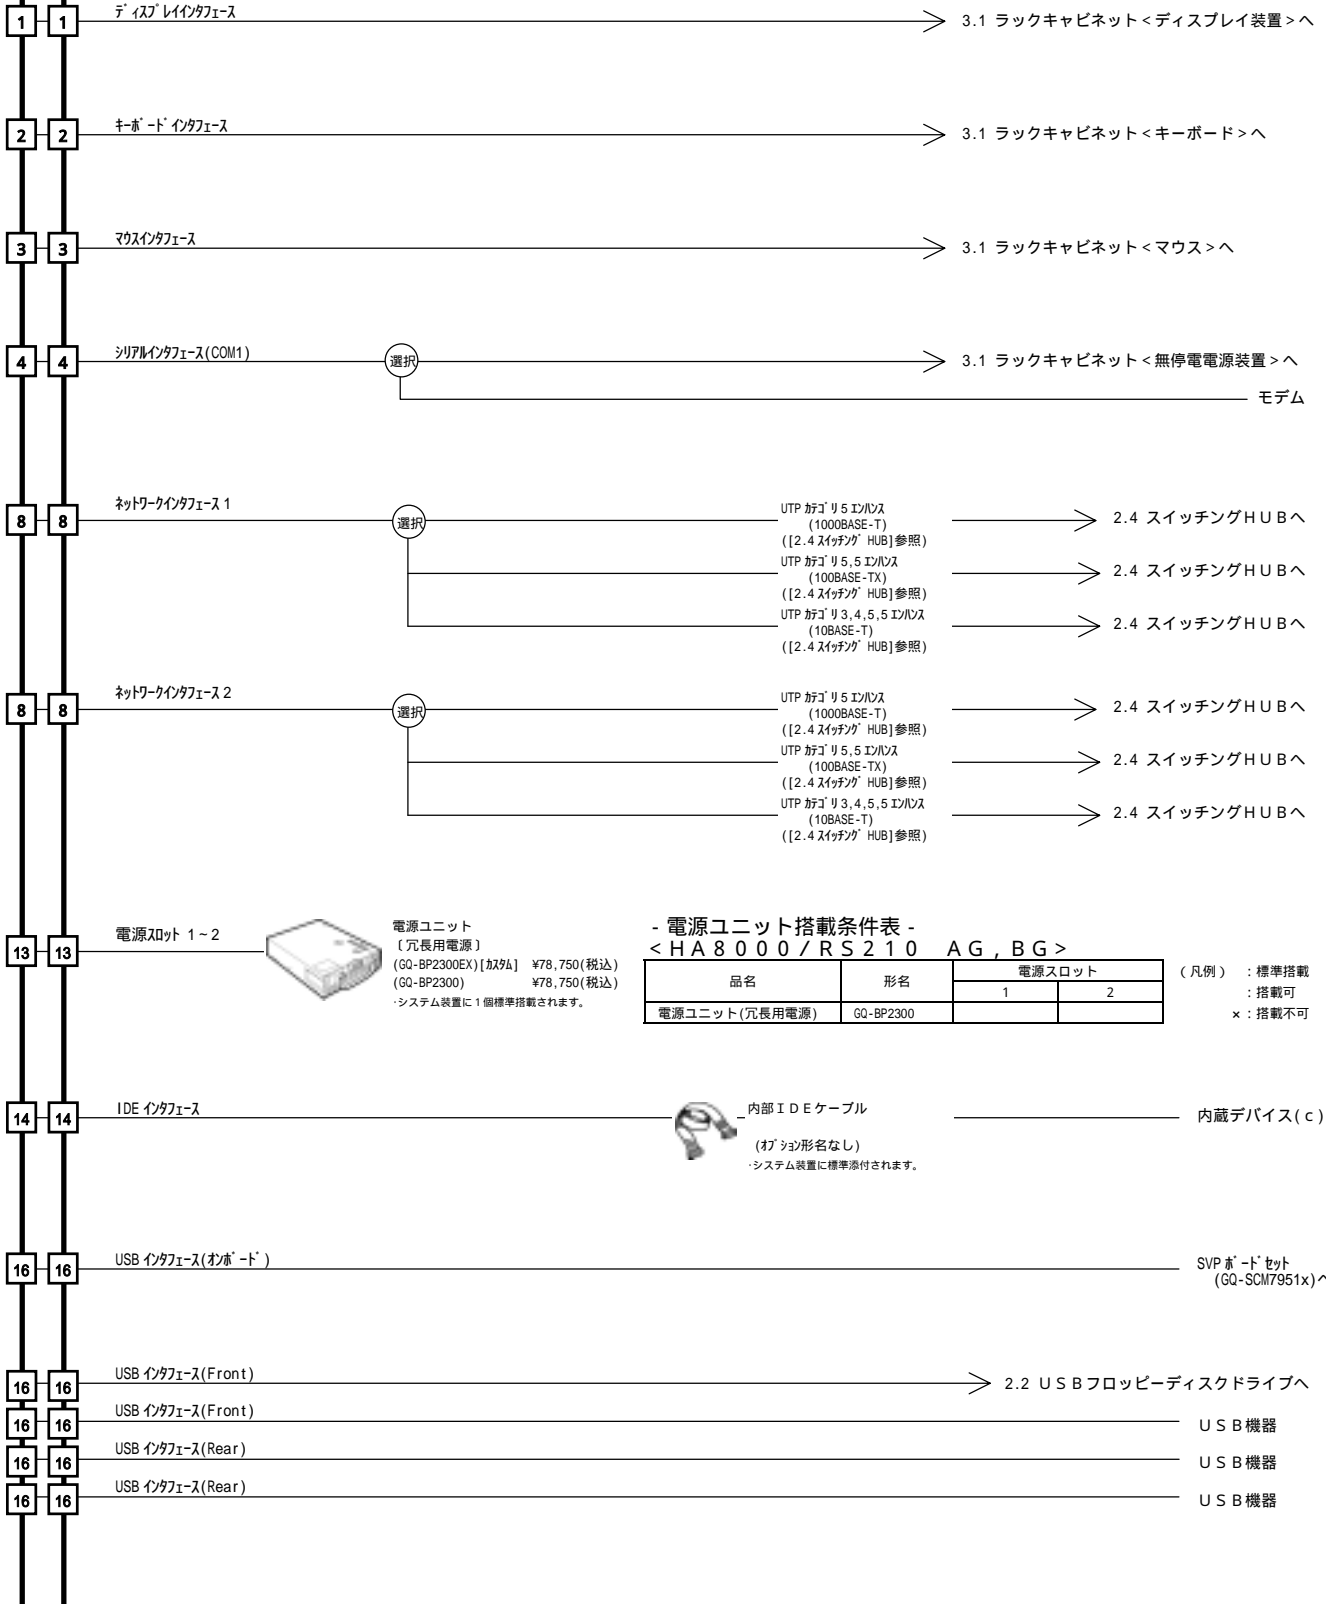 1 1 ディスプレイインタフェース 3.1 ラックキャビネット<ディスプレイ装置>へ
2 2 キーボードインタフェース 3.1 ラックキャビネット<キーボード>へ
3 3 マウスインタフェース 3.1 ラックキャビネット<マウス>へ
4 4 シリアルインタフェース(COM1) 選択 3.1 ラックキャビネット<無停電電源装置>へ
モデム
8 8 ネットワークインタフェース1 選択
UTP カテゴリ5エンハンス
(1000BASE-T)
([2.4スイッチング HUB]参照)
2.4 スイッチングHUBへ
UTP カテゴリ5,5エンハンス
(100BASE-TX)
([2.4スイッチング HUB]参照)
2.4 スイッチングHUBへ
UTP カテゴリ3,4,5,5エンハンス
(10BASE-T)
([2.4スイッチング HUB]参照)
2.4 スイッチングHUBへ
8 8 ネットワークインタフェース2 選択
UTP カテゴリ5エンハンス
(1000BASE-T)
([2.4スイッチング HUB]参照)
2.4 スイッチングHUBへ
UTP カテゴリ5,5エンハンス
(100BASE-TX)
([2.4スイッチング HUB]参照)
2.4 スイッチングHUBへ
UTP カテゴリ3,4,5,5エンハンス
(10BASE-T)
([2.4スイッチング HUB]参照)
2.4 スイッチングHUBへ
13 13 電源スロット 1~2
電源ユニット
〔冗長用電源〕
(GQ-BP2300EX)[カスタム] ¥78,750(税込)
(GQ-BP2300) ¥78,750(税込)
・システム装置に1個標準搭載されます。
- 電源ユニット搭載条件表 -
<HA8000/RS210 AG,BG>
品名 形名 電源スロット
1 2
電源ユニット(冗長用電源) GQ-BP2300
(凡例) :標準搭載
:搭載可
×:搭載不可
14 14 IDE インタフェース
内部IDEケーブル
(オプション形名なし)
・システム装置に標準添付されます。
内蔵デバイス(c)
16 16 USB インタフェース(オンボード)
SVP ボードセット
(GQ-SCM7951x)へ
16 16 USB インタフェース(Front) 2.2 USBフロッピーディスクドライブへ
16 16 USB インタフェース(Front) USB機器
16 16 USB インタフェース(Rear) USB機器
16 16 USB インタフェース(Rear) USB機器